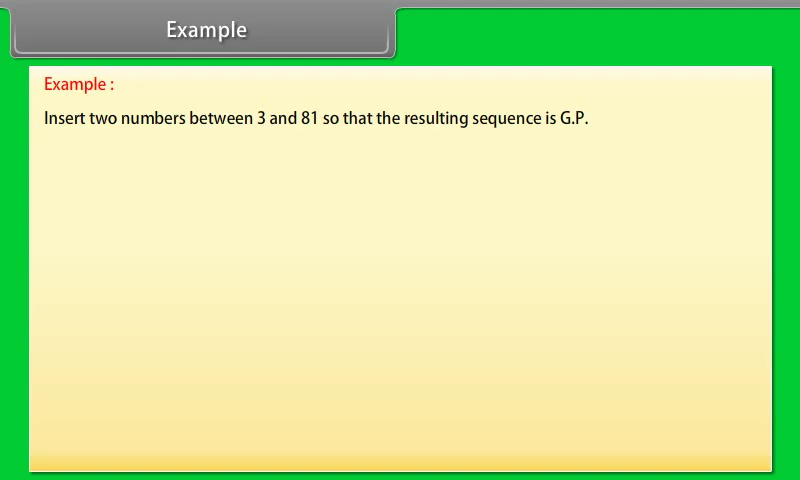 Example
Example :
Insert two numbers between 3 and 81 so that the resulting sequence is G.P.